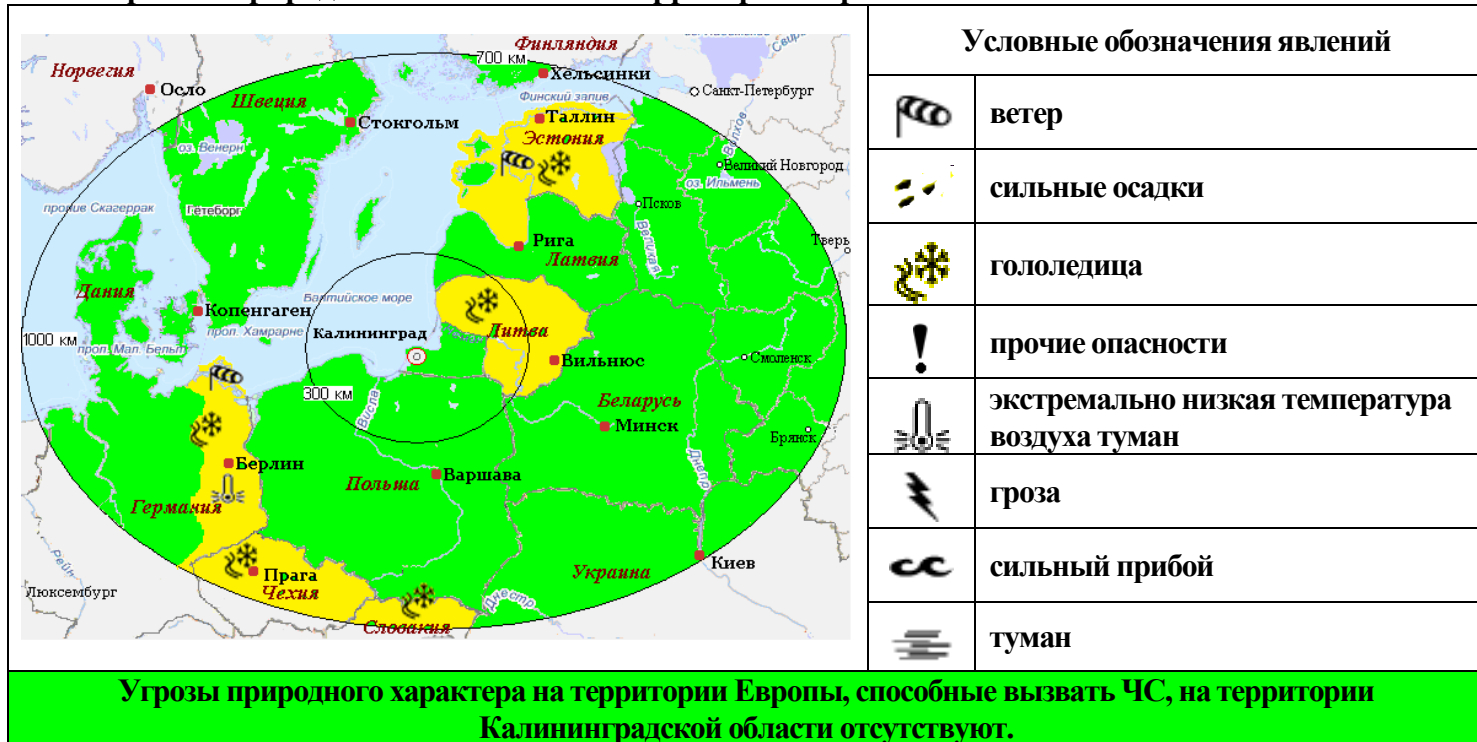 Финляндия
700 км
Норвегия
Хельсинки
Осло
Санкт-Петербург
Швеция
Финский залив
Таллин
Стокгольм
Эстония
Волхов
оз. Венерн
Великий Новгород
оз. Ильмень
Псков
пролив Скагеррак
Гётеборг
Великая
Рига
Тверь
Латвия
Дания
Балтийское море
Копенгаген
прол. Хамрарне
Калининград
Литва
1000 км
прол. Мал. Бельт
Вильнюс
Смоленск
300 км
Висла
Беларусь
Минск
Брянск
Днепр
Берлин
Варшава
Польша
Германия
Рейн
Прага
Киев
Украина
Люксембург
Чехия
Днестр
Словакия
Условные обозначения явлений
ветер
сильные осадки
гололедица
прочие опасности
экстремально низкая температура
воздуха туман
гроза
сильный прибой
туман
Угрозы природного характера на территории Европы, способные вызвать ЧС, на территории
Калининградской области отсутствуют.